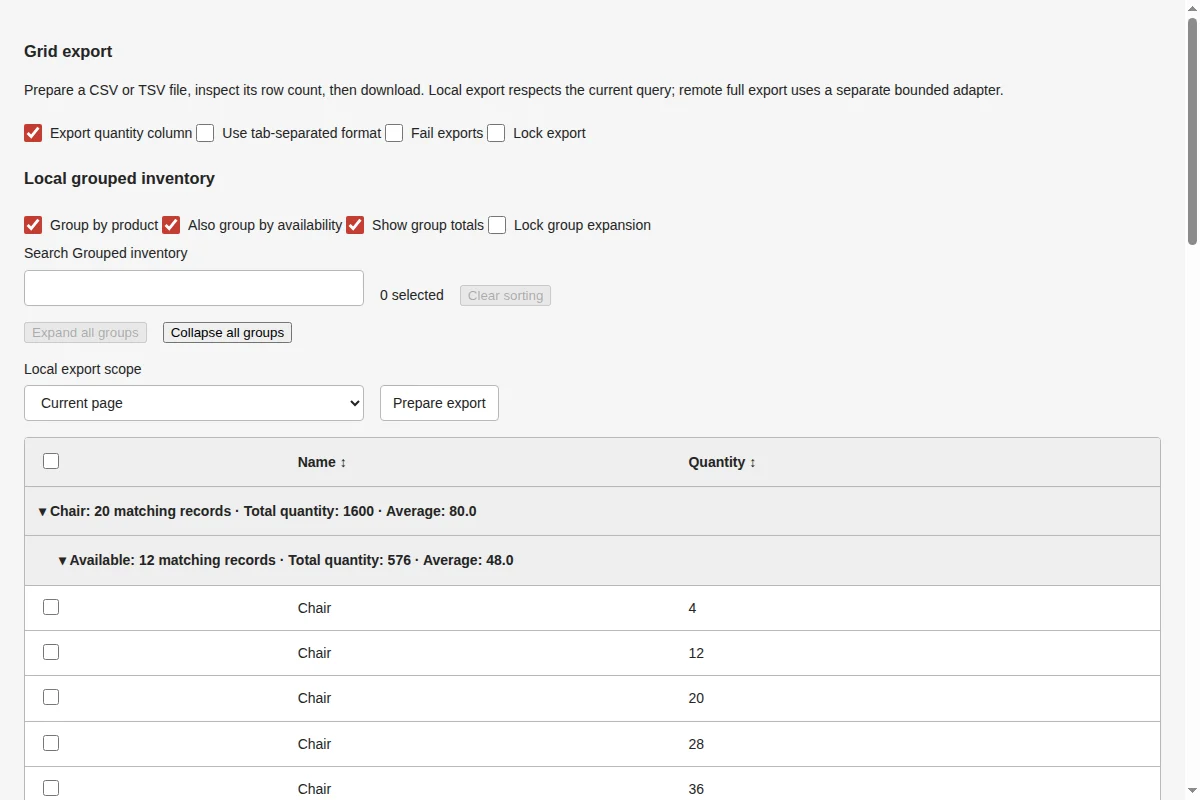 Grid export
Prepare a CSV or TSV file, inspect its row count, then download. Local export respects the current query; remote full export uses a separate bounded adapter.
Export quantity column Use tab-separated format Fail exports Lock export
Local grouped inventory
Group by product Also group by availability Show group totals Lock group expansion
Search Grouped inventory
0 selected Clear sorting
Expand all groups Collapse all groups
Local export scope
Current page Prepare export
Name ↕ Quantity ↕
▾ Chair: 20 matching records · Total quantity: 1600 · Average: 80.0
▾ Available: 12 matching records · Total quantity: 576 · Average: 48.0
Chair 4
Chair 12
Chair 20
Chair 28
Chair 36